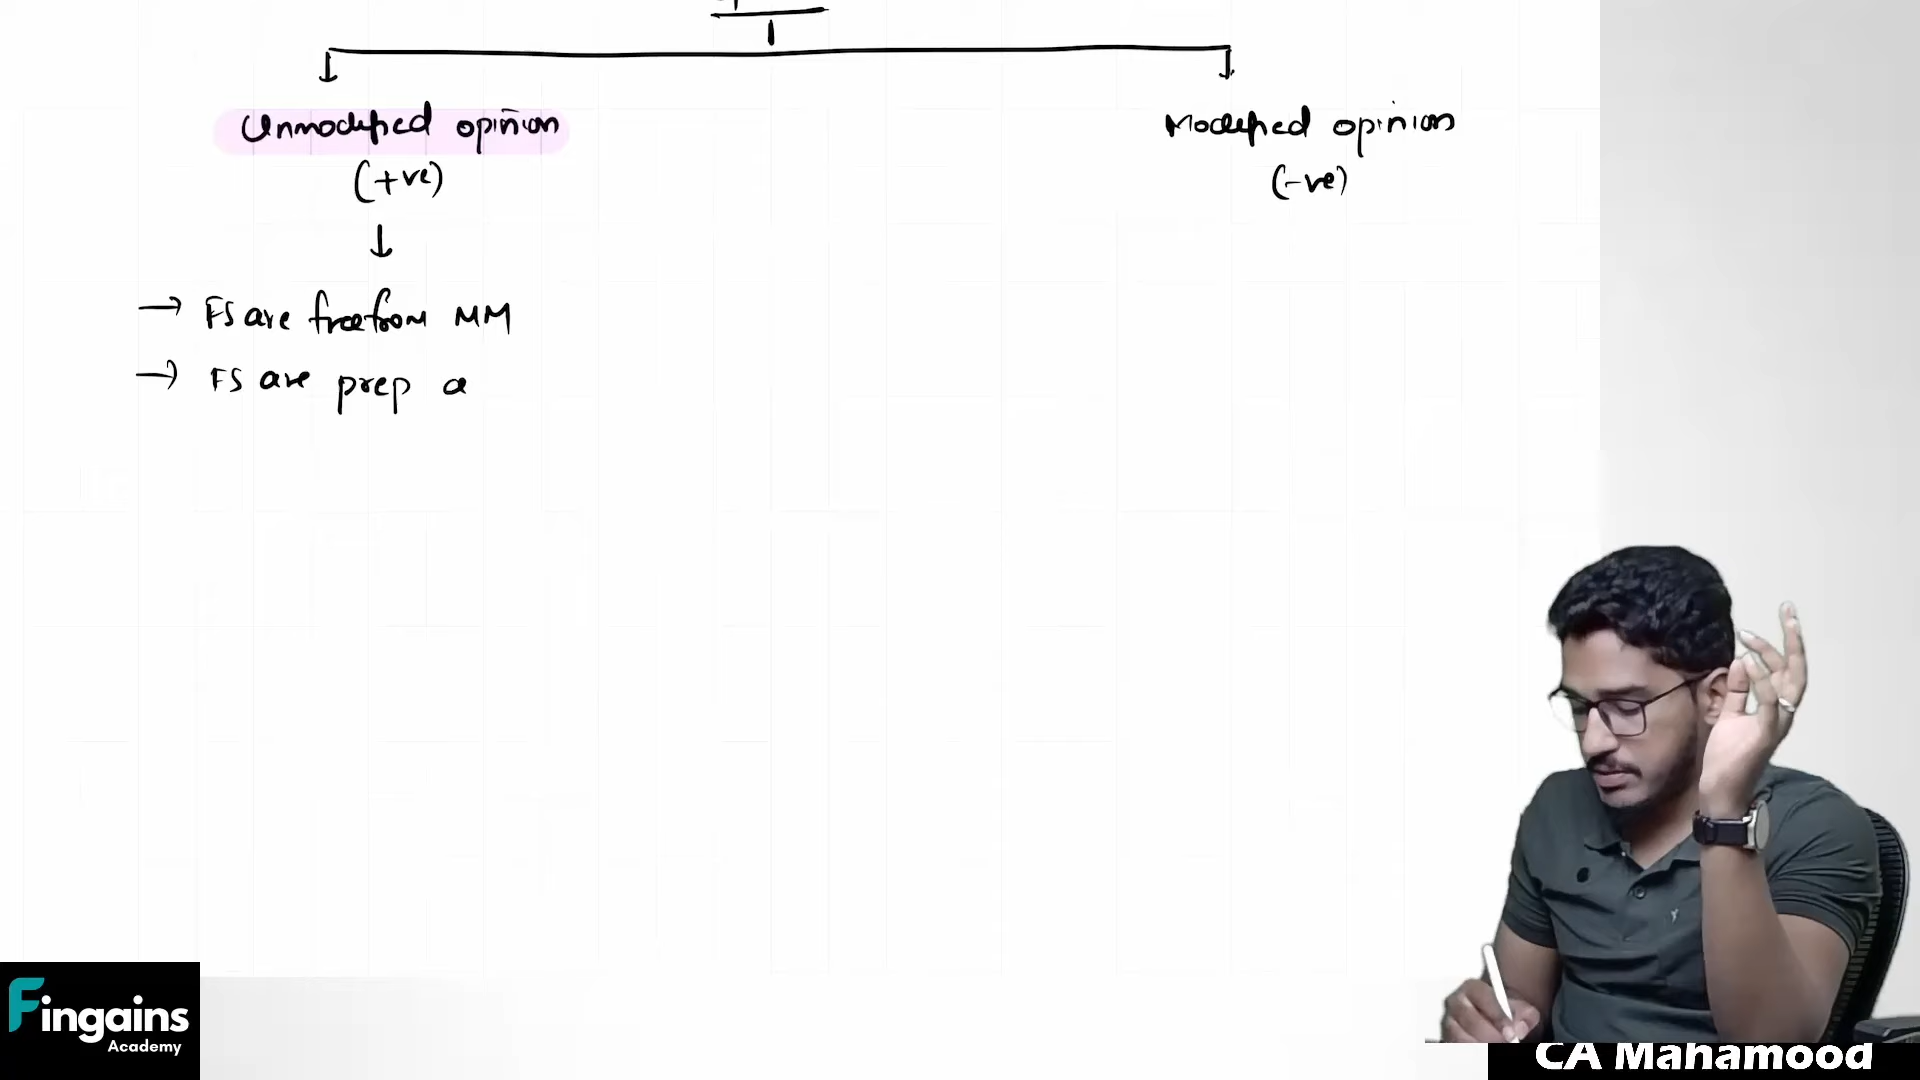 Unmodified opinion
(+ve)
→ FS are free from MM
→ FS are prep a
Modified opinion
(-ve)
Fingains
Academy
CA Mahamood